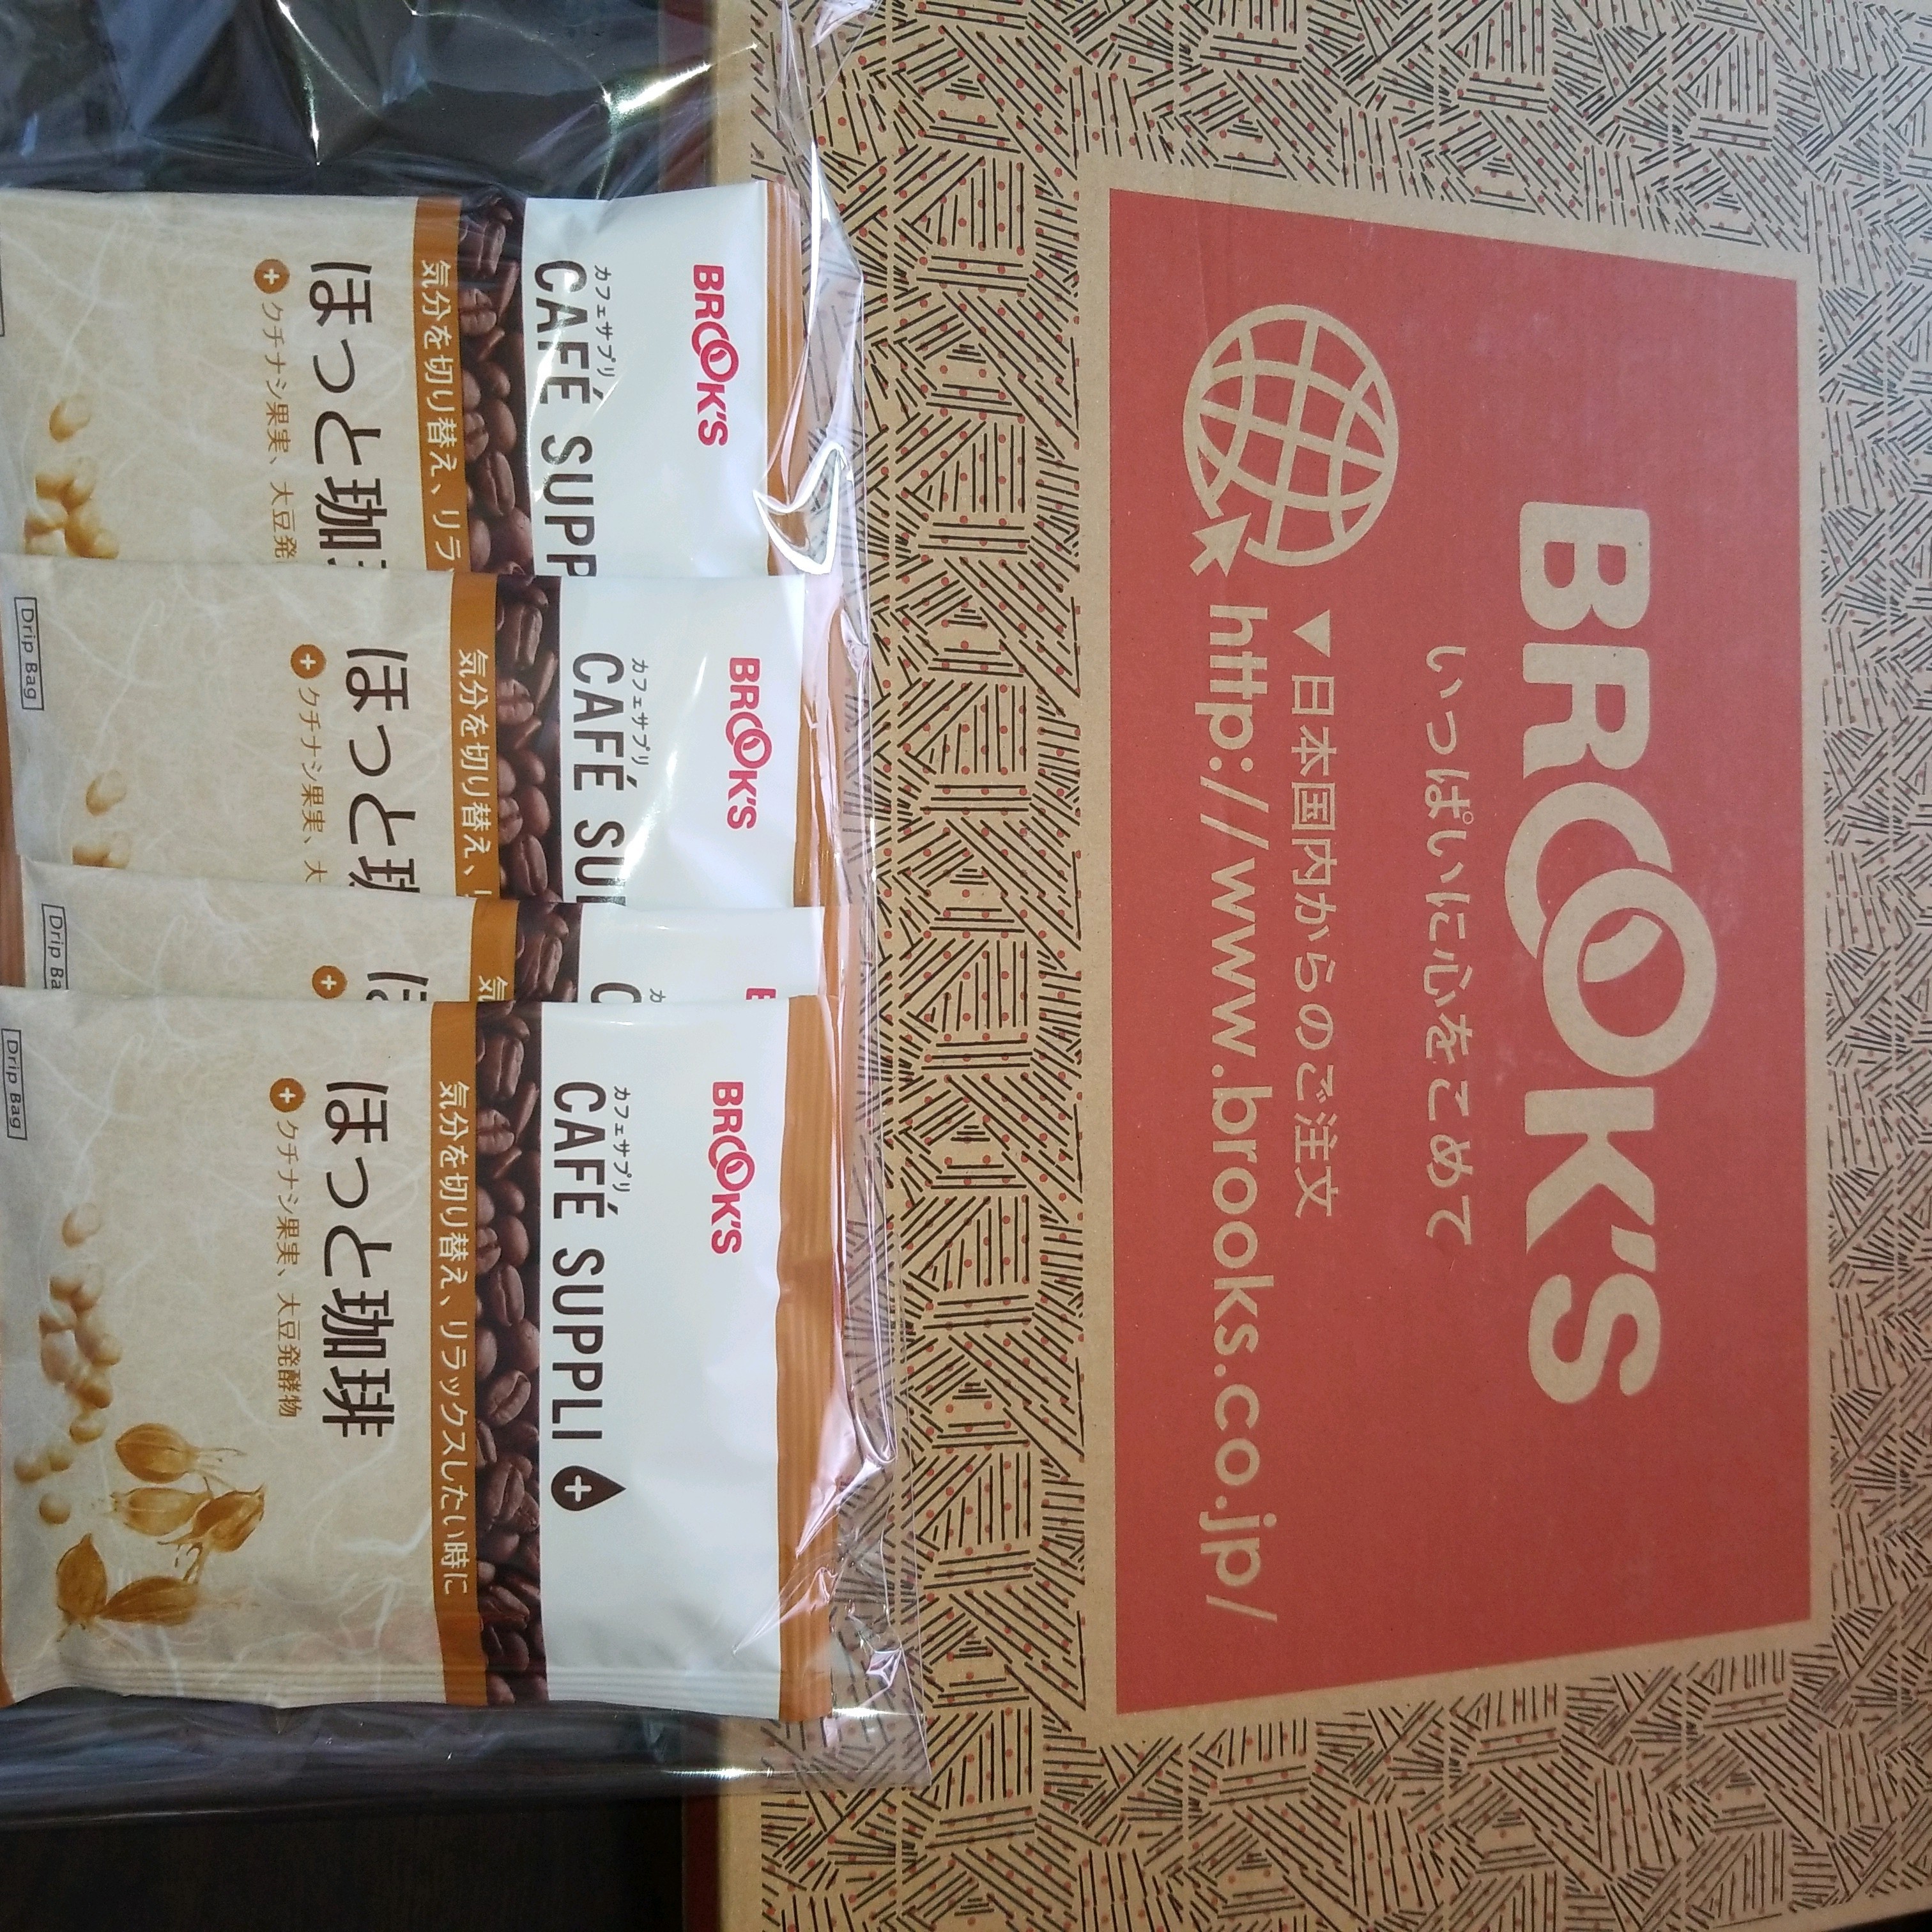 BROOK'S
いっぱいに心をこめて
▼日本国内からのご注文
http://www.brooks.co.jp/
BROOK'S
カフェサプリ
CAFÉ SUPP
気分を切り替え、リラ
ほっと珈
+ クチナシ果実、大豆発
BROOK'S
カフェサプリ
CAFÉ SU
気分を切り替え、
ほっと
+ クチナシ果実、大
Drip Bag
B
カ
C
気
ほ
+
Drip Ba
BROOK'S
カフェサプリ
CAFÉ SUPPLI +
気分を切り替え、リラックスしたい時に
ほっと珈琲
+ クチナシ果実、大豆発酵物
Drip Bag